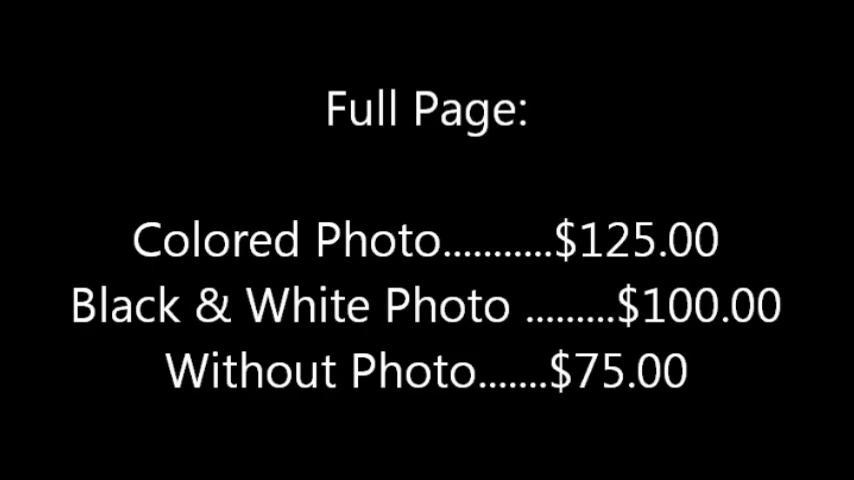 Full Page:
Colored Photo...........$125.00
Black & White Photo .........$100.00
Without Photo.......$75.00